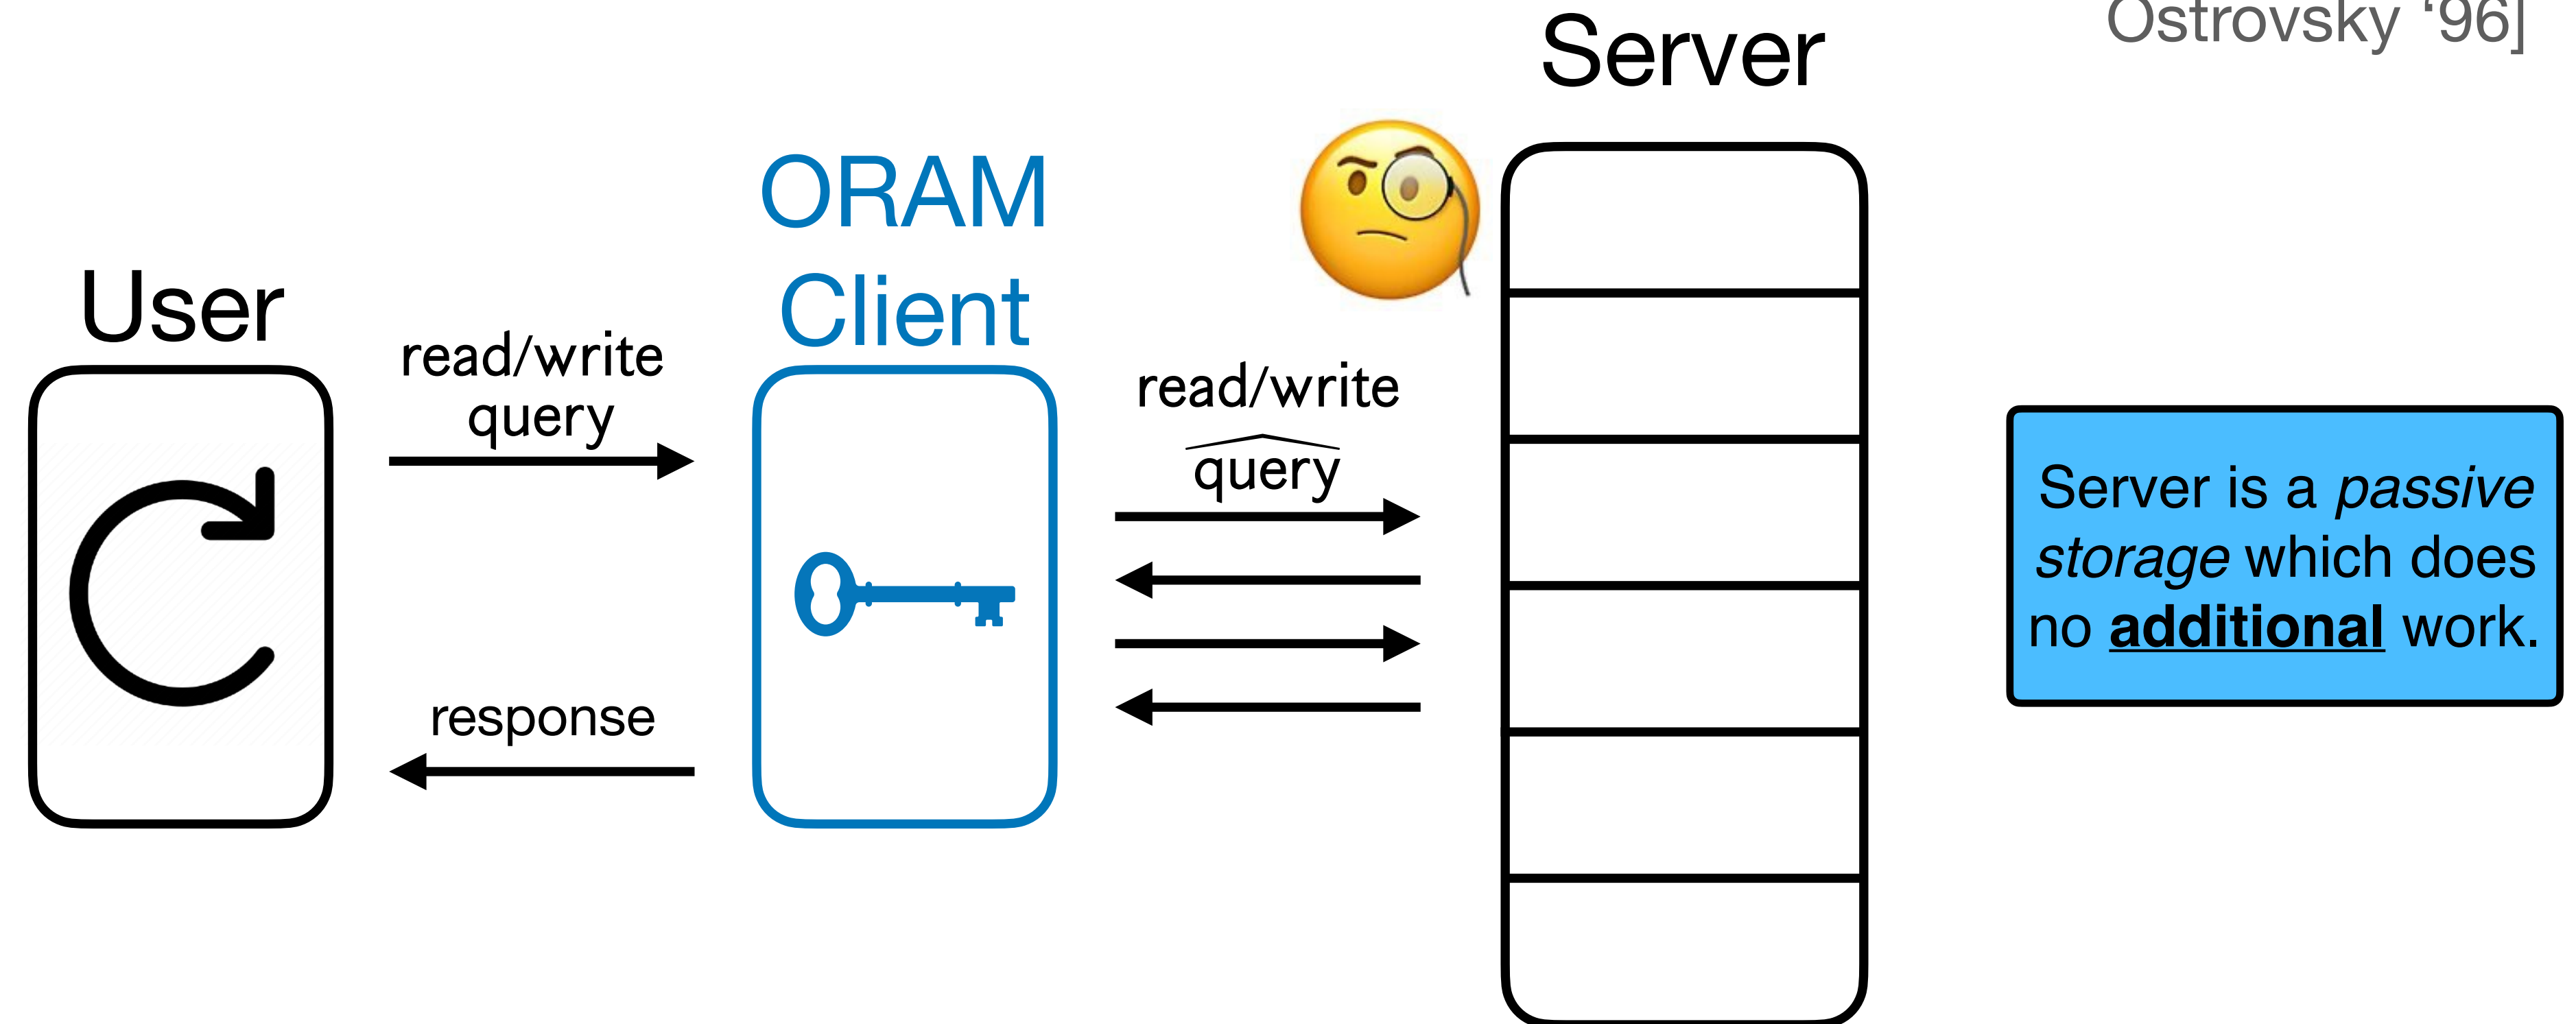 Ostrovsky ‘96]
Server
ORAM
Client
User
read/write
query
read/write
query
response
Server is a passive
storage which does
no additional work.